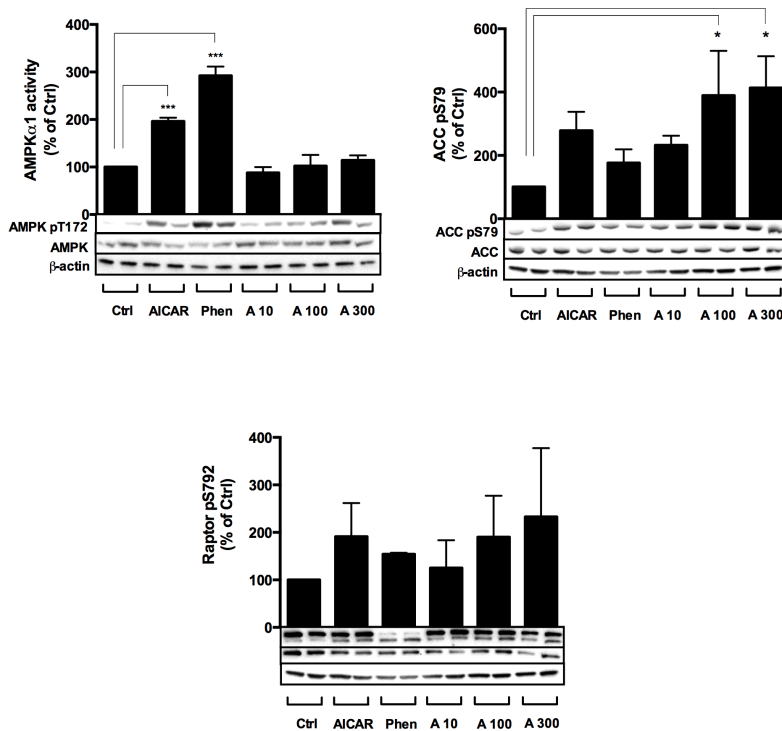 AMPKα1 activity
(% of Ctrl)
400
300
200
100
0
***
***
AMPK pT172
AMPK
β-actin
Ctrl AICAR Phen A 10 A 100 A 300
ACC pS79
(% of Ctrl)
600
400
200
0
*
*
ACC pS79
ACC
β-actin
Ctrl AICAR Phen A 10 A 100 A 300
Raptor pS792
(% of Ctrl)
400
300
200
100
0
Ctrl AICAR Phen A 10 A 100 A 300